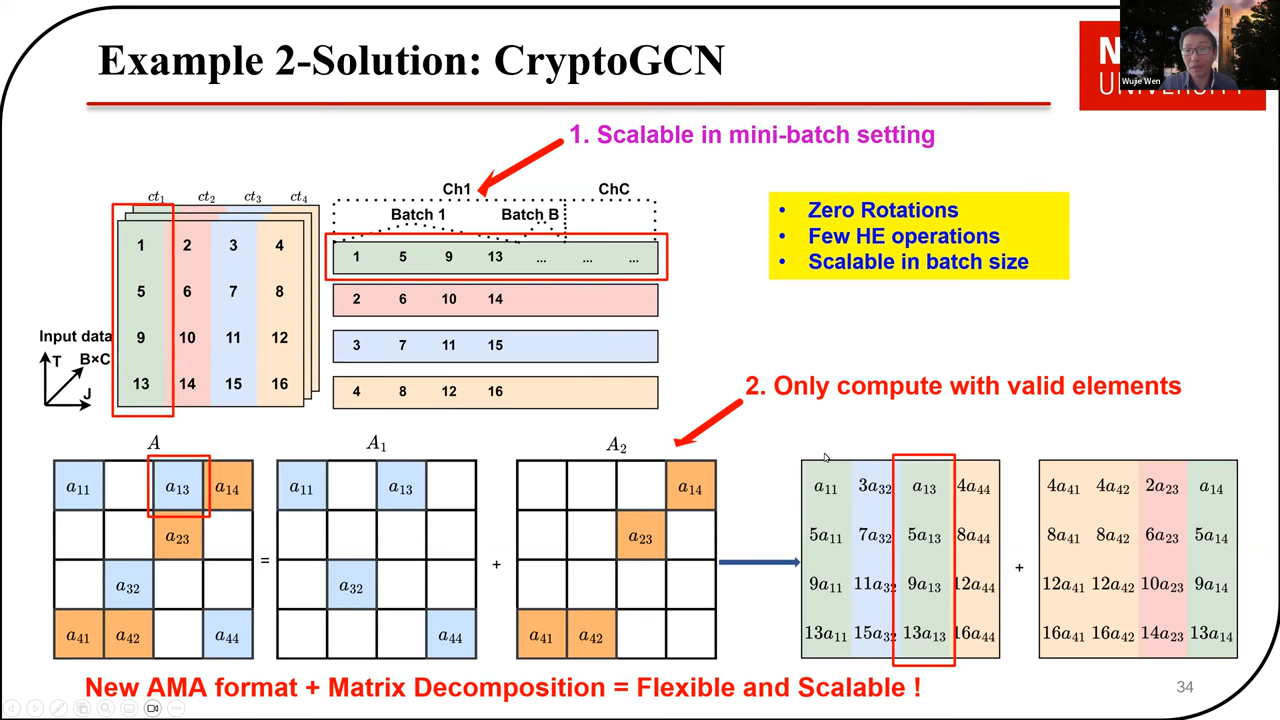 Example 2-Solution: CryptoGCN
N
UNIVERSITY
Wujie Wen
1. Scalable in mini-batch setting
ct₁ ct₂ ct₃ ct₄
1 2 3 4
5 6 7 8
9 10 11 12
13 14 15 16
Input data
T B×C
J
Ch1 ChC
Batch 1 Batch B
1 5 9 13 ... ... ...
2 6 10 14
3 7 11 15
4 8 12 16
• Zero Rotations
• Few HE operations
• Scalable in batch size
2. Only compute with valid elements
A
a₁₁ a₁₃ a₁₄
a₂₃
a₃₂
a₄₁ a₄₂ a₄₄
=
A₁
a₁₁ a₁₃
a₃₂
a₄₄
+
A₂
a₁₄
a₂₃
a₄₁ a₄₂
a₁₁ 3a₃₂ a₁₃ 4a₄₄
5a₁₁ 7a₃₂ 5a₁₃ 8a₄₄
9a₁₁ 11a₃₂ 9a₁₃ 12a₄₄
13a₁₁ 15a₃₂ 13a₁₃ 16a₄₄
+
4a₄₁ 4a₄₂ 2a₂₃ a₁₄
8a₄₁ 8a₄₂ 6a₂₃ 5a₁₄
12a₄₁ 12a₄₂ 10a₂₃ 9a₁₄
16a₄₁ 16a₄₂ 14a₂₃ 13a₁₄
New AMA format + Matrix Decomposition = Flexible and Scalable !
34